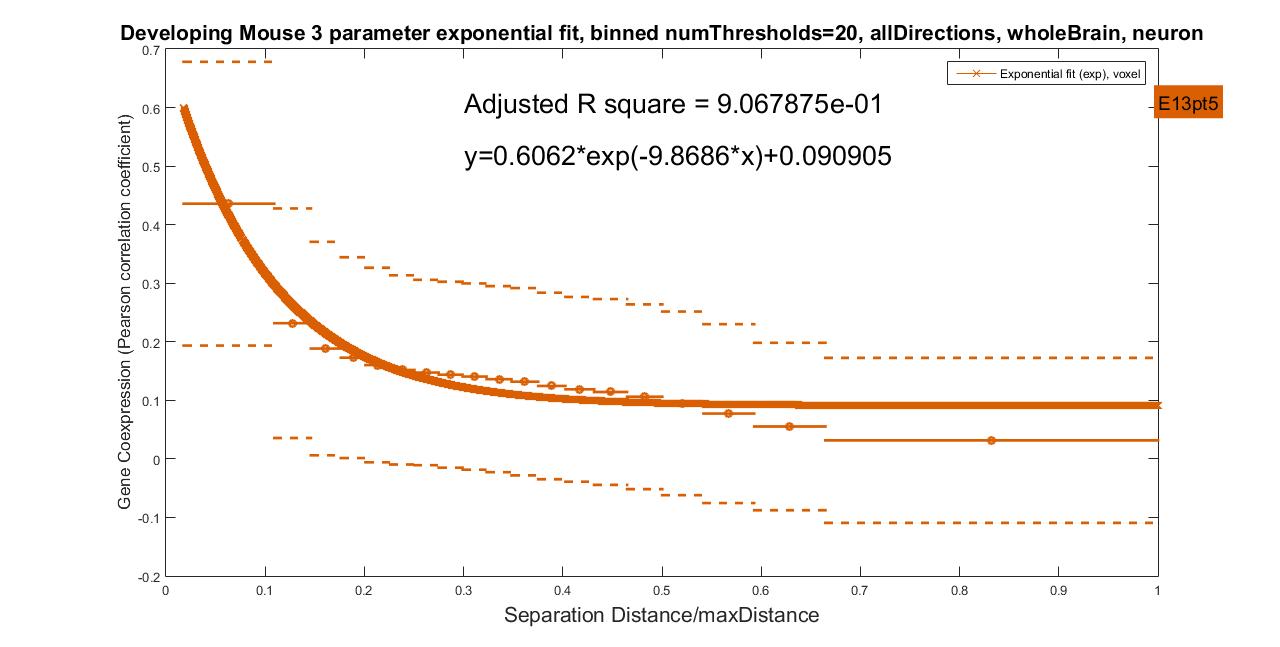 Developing Mouse 3 parameter exponential fit, binned numThresholds=20, allDirections, wholeBrain, neuron
Exponential fit (exp), voxel
E13pt5
Adjusted R square = 9.067875e-01
y=0.6062*exp(-9.8686*x)+0.090905
Gene Coexpression (Pearson correlation coefficient)
0.7
0.6
0.5
0.4
0.3
0.2
0.1
0
-0.1
-0.2
0 0.1 0.2 0.3 0.4 0.5 0.6 0.7 0.8 0.9 1
Separation Distance/maxDistance